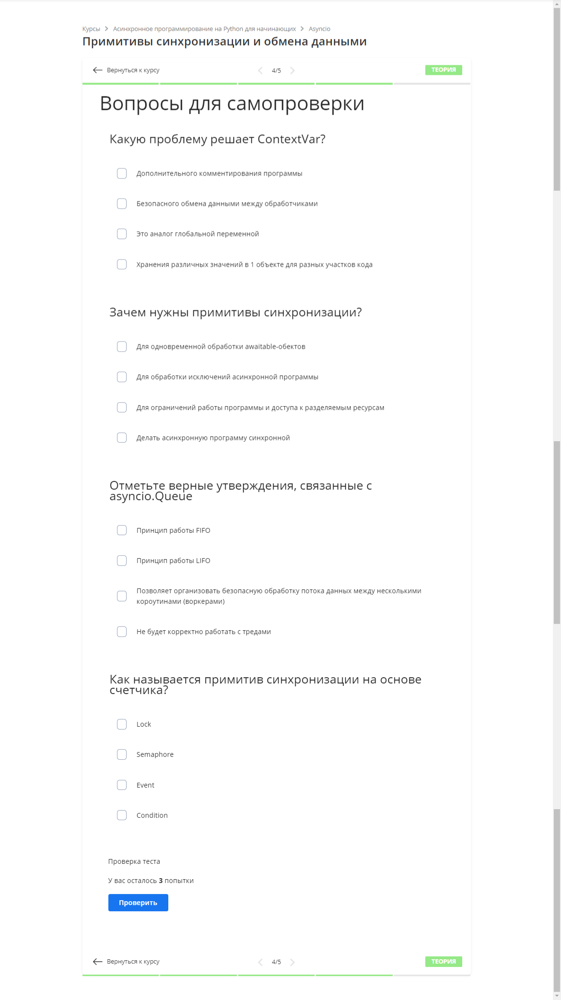 Курсы > Асинхронное программирование на Python для начинающих > Asyncio
Примитивы синхронизации и обмена данными
Вернуться к курсу
4/5
ТЕОРИЯ
Вопросы для самопроверки
Какую проблему решает ContextVar?
Дополнительного комментирования программы
Безопасного обмена данными между обработчиками
Это аналог глобальной переменной
Хранения различных значений в 1 объекте для разных участков кода
Зачем нужны примитивы синхронизации?
Для одновременной обработки awaitable-обектов
Для обработки исключений асинхронной программы
Для ограничений работы программы и доступа к разделяемым ресурсам
Делать асинхронную программу синхронной
Отметьте верные утверждения, связанные с
asyncio.Queue
Принцип работы FIFO
Принцип работы LIFO
Позволяет организовать безопасную обработку потока данных между несколькими
короутинами (воркерами)
Не будет корректно работать с тредами
Как называется примитив синхронизации на основе
счетчика?
Lock
Semaphore
Event
Condition
Проверка теста
У вас осталось 3 попытки
Проверить
Вернуться к курсу
4/5
ТЕОРИЯ